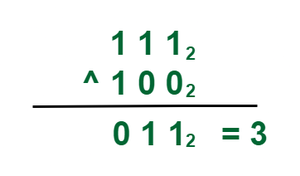 1 1 1₂
^ 1 0 0₂
0 1 1₂ = 3